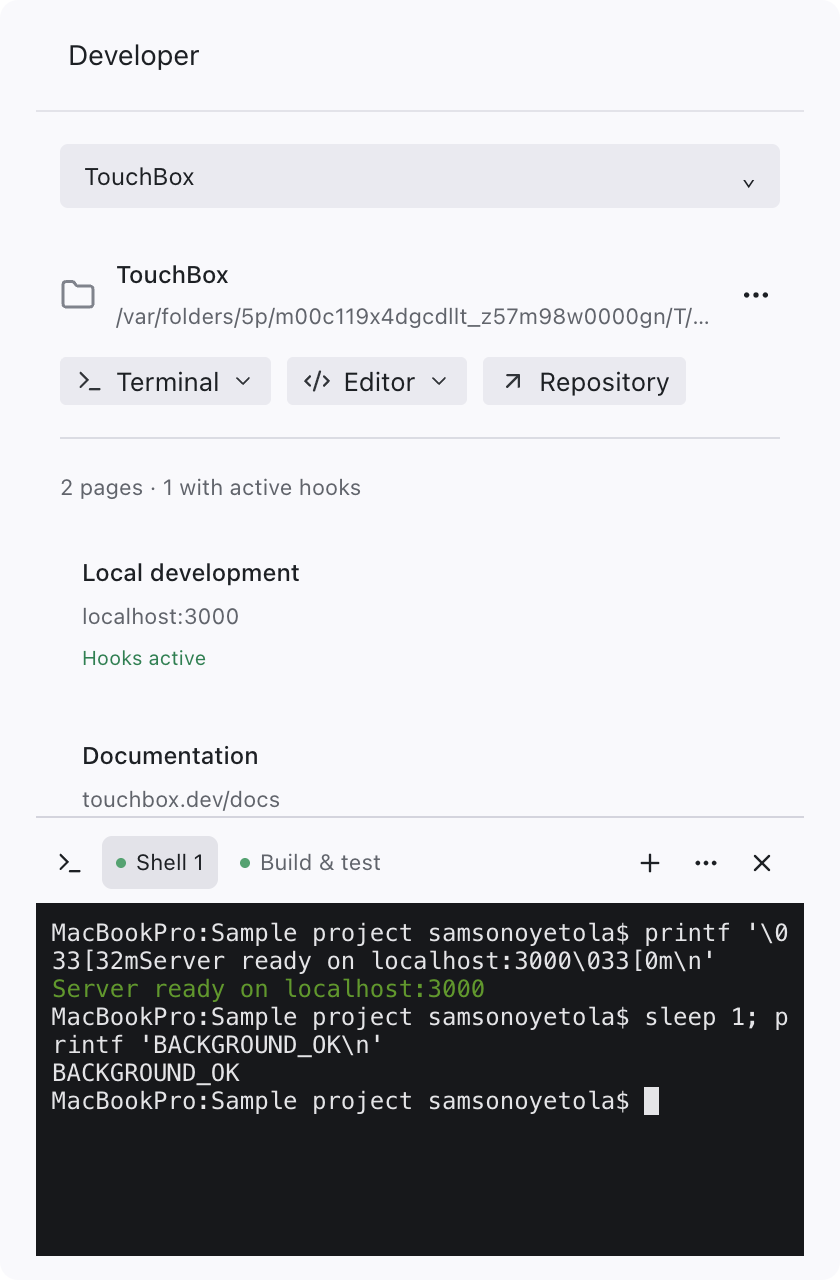 Developer
TouchBox
TouchBox
/var/folders/5p/m00c119x4dgcdllt_z57m98w0000gn/T/...
Terminal
Editor
Repository
2 pages · 1 with active hooks
Local development
localhost:3000
Hooks active
Documentation
touchbox.dev/docs
Shell 1
Build & test
MacBookPro:Sample project samsonoyetola$ printf '\0
33[32mServer ready on localhost:3000\033[0m\n'
Server ready on localhost:3000
MacBookPro:Sample project samsonoyetola$ sleep 1; p
rintf 'BACKGROUND_OK\n'
BACKGROUND_OK
MacBookPro:Sample project samsonoyetola$